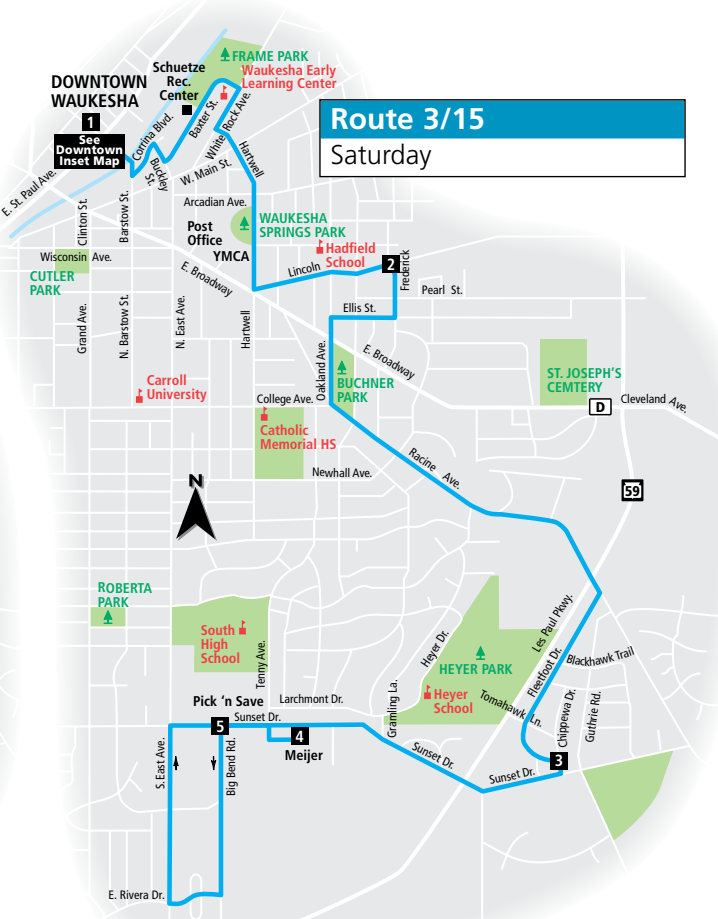 FRAME PARK
Schuetze
Rec.
Center
Waukesha Early
Learning Center
DOWNTOWN
WAUKESHA
1
See
Downtown
Inset Map
Route 3/15
Saturday
Corrina Blvd.
Baxter St.
White Rock Ave.
Hartwell
Buckley
St.
W. Main St.
E. St. Paul Ave.
Clinton St.
Barstow St.
Arcadian Ave.
Post
Office
YMCA
WAUKESHA
SPRINGS PARK
Hadfield
School
2
Frederick
Wisconsin Ave.
CUTLER
PARK
E. Broadway
Lincoln
Pearl St.
Ellis St.
Grand Ave.
N. Barstow St.
N. East Ave.
Hartwell
Oakland Ave.
E. Broadway
BUCHNER
PARK
ST. JOSEPH'S
CEMTERY
D
Cleveland Ave.
Carroll
University
College Ave.
Catholic
Memorial HS
Newhall Ave.
Racine Ave.
59
N
ROBERTA
PARK
South
High
School
Tenny Ave.
Heyer Dr.
Les Paul Pkwy.
HEYER PARK
Fleetfoot Dr.
Blackhawk Trail
Heyer
School
Gramling La.
Tomahawk Ln.
Chippewa Dr.
Guthrie Rd.
Larchmont Dr.
Pick 'n Save
Sunset Dr.
5
4
Meijer
S. East Ave.
Big Bend Rd.
Sunset Dr.
Sunset Dr.
3
E. Rivera Dr.